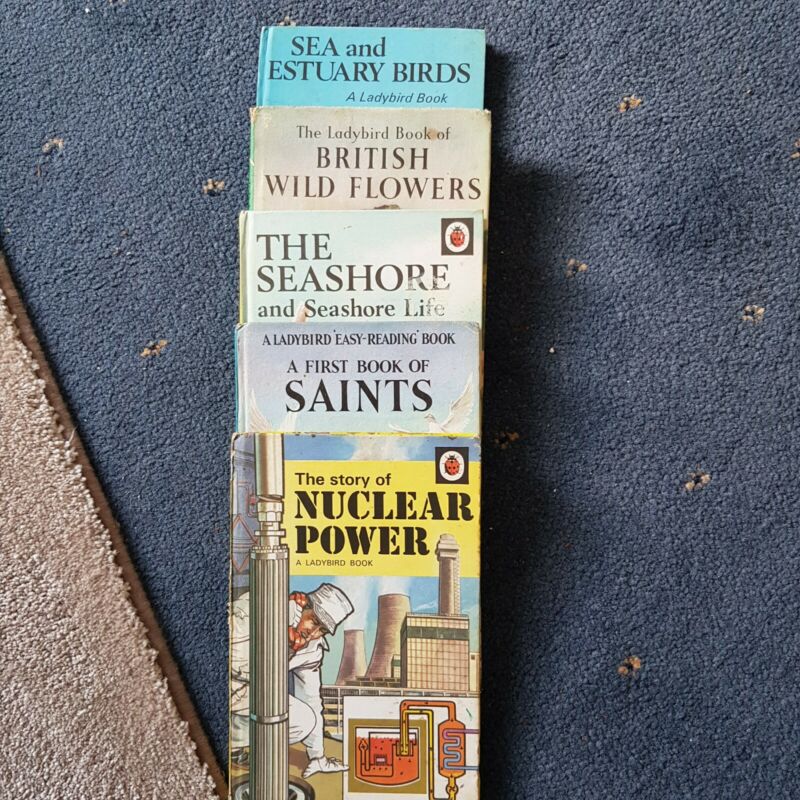 SEA and
ESTUARY BIRDS
A Ladybird Book
The Ladybird Book of
BRITISH
WILD FLOWERS
THE
SEASHORE
and Seashore Life
A LADYBIRD 'EASY-READING' BOOK
A FIRST BOOK OF
SAINTS
The story of
NUCLEAR
POWER
A LADYBIRD BOOK